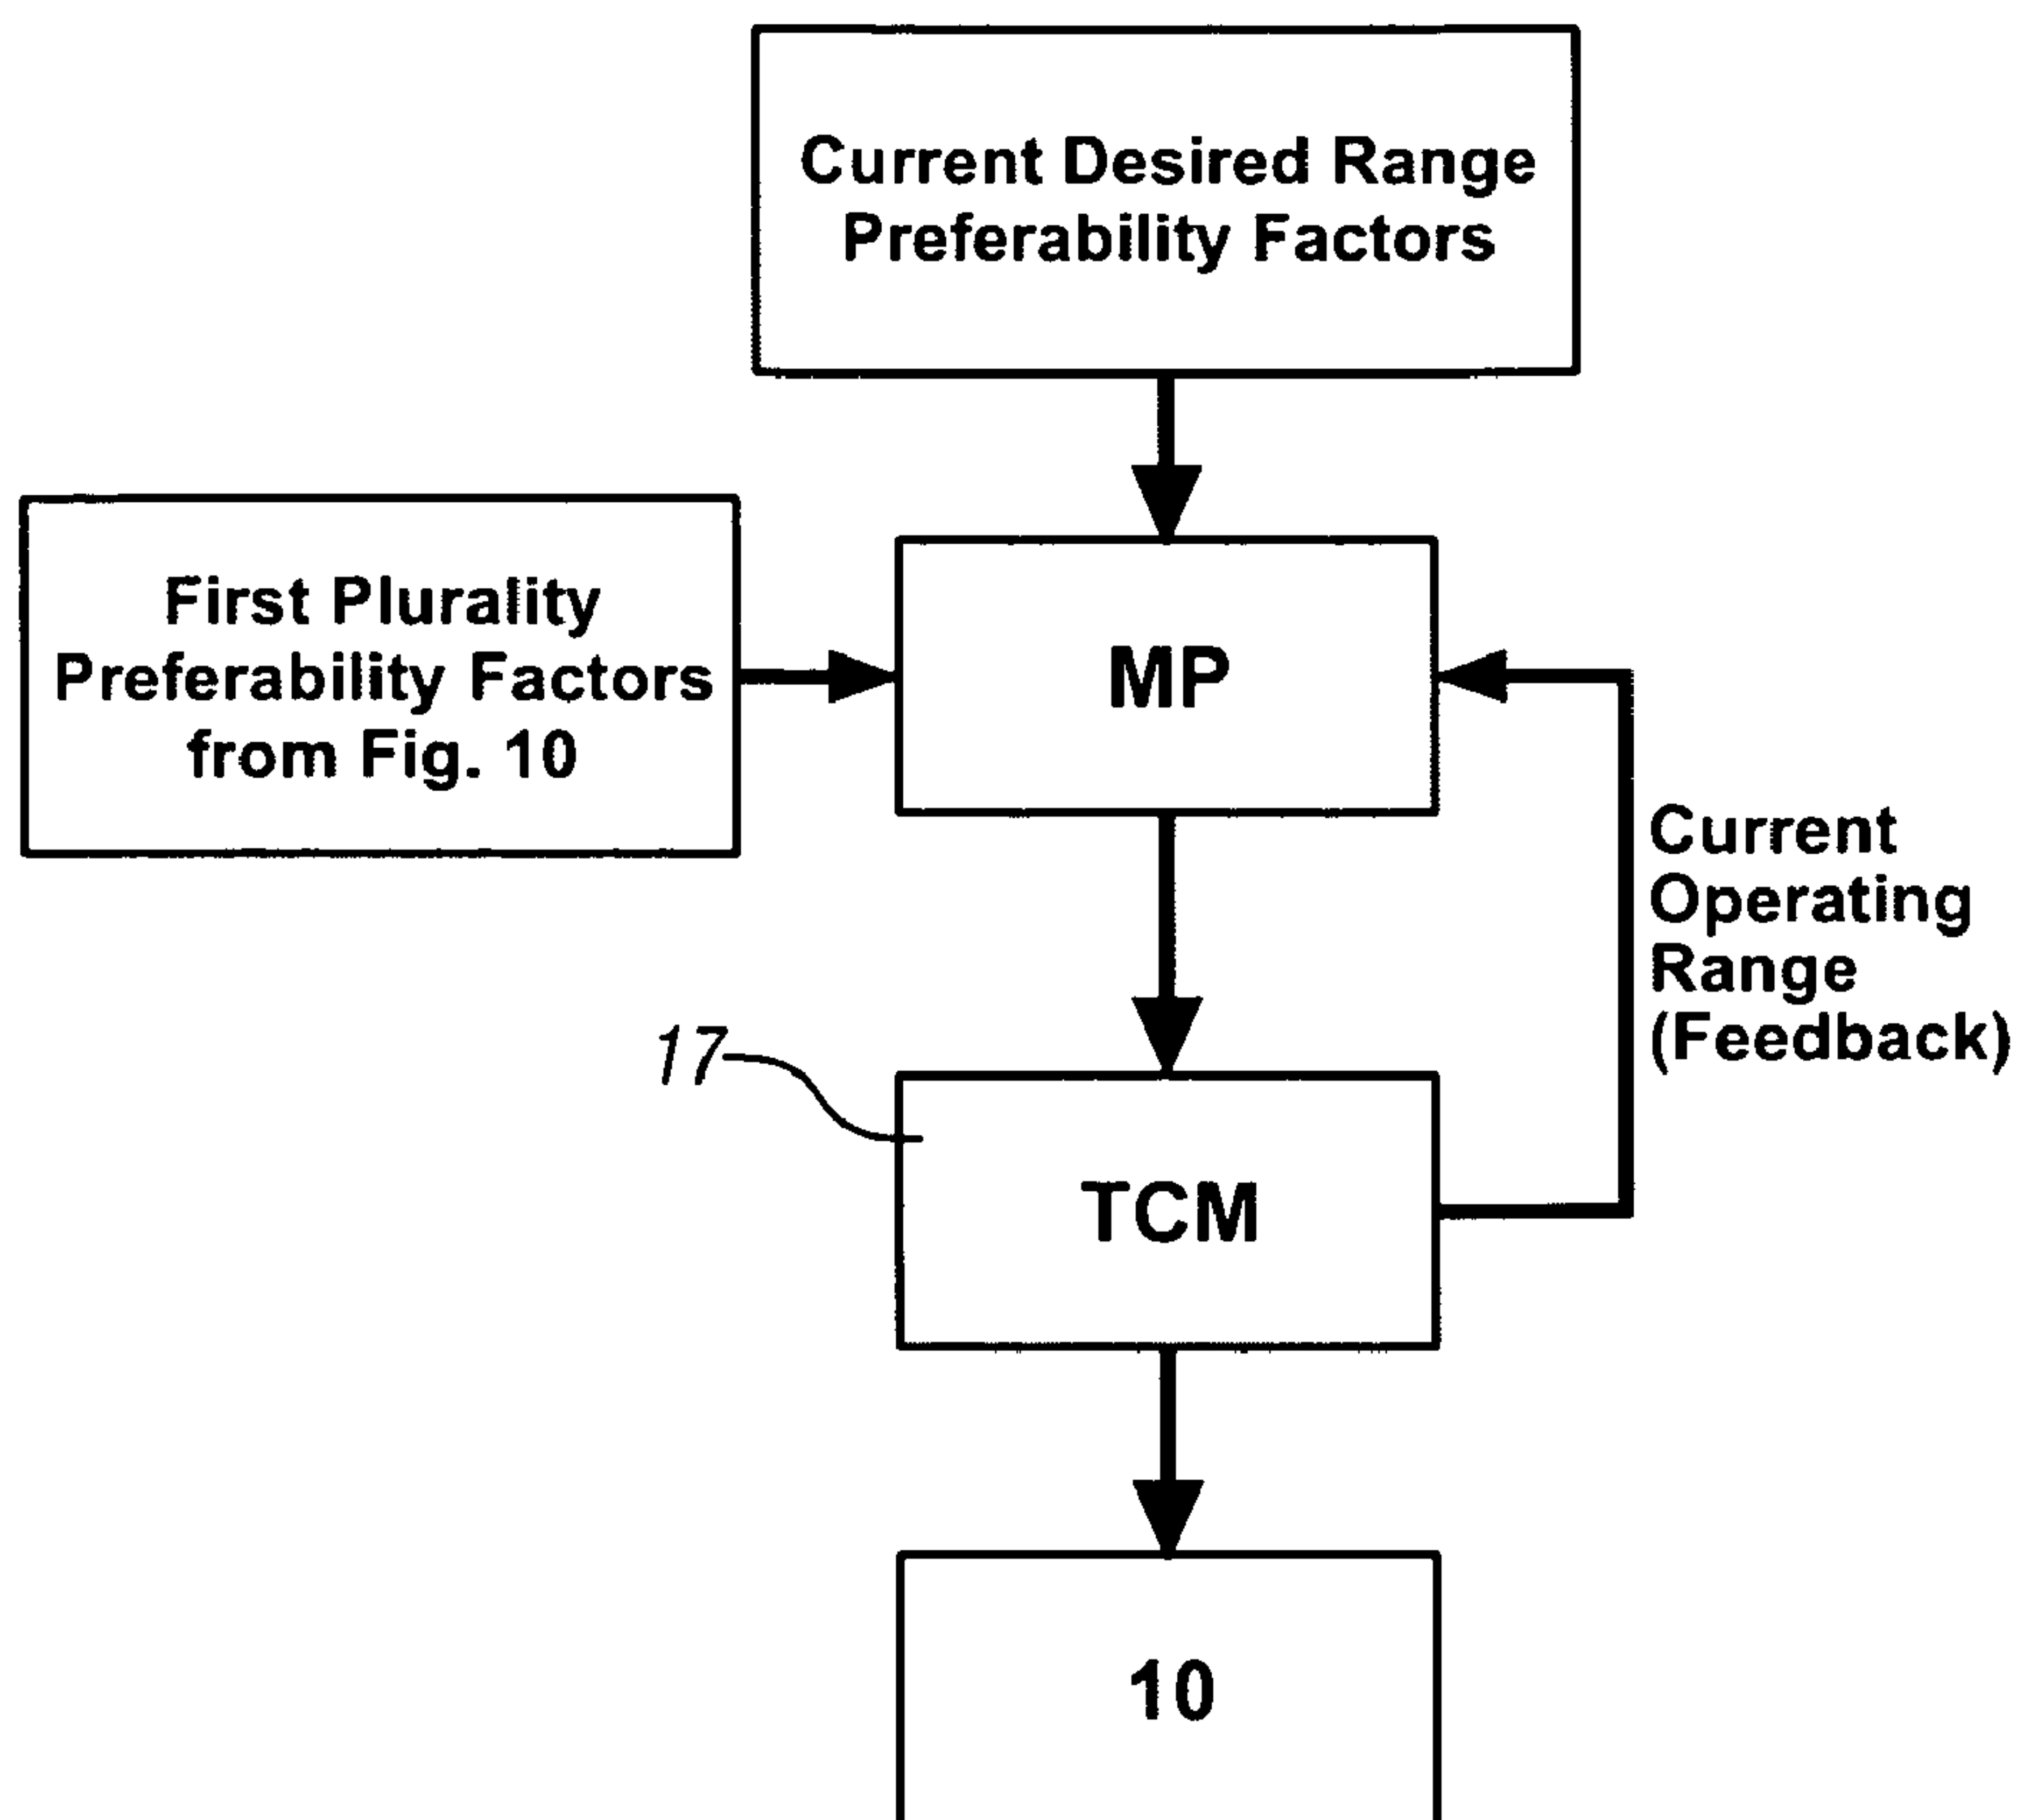 Current Desired Range
Preferability Factors
First Plurality
Preferability Factors
from Fig. 10
MP
Current
Operating
Range
(Feedback)
17
TCM
10